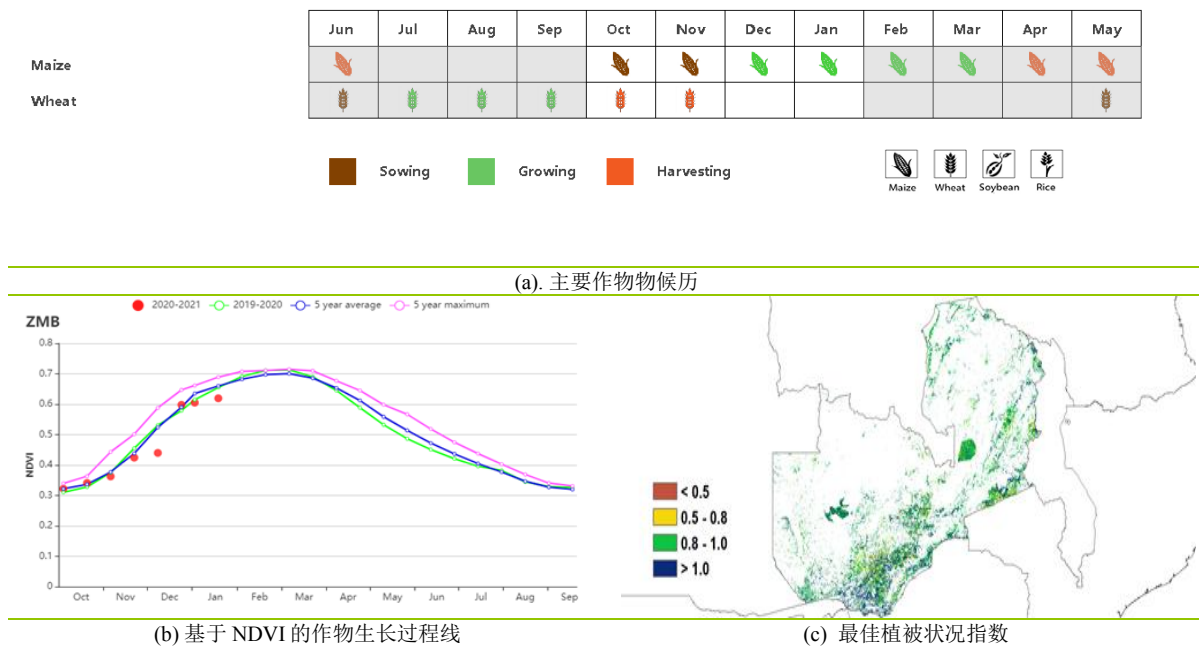 Jun Jul Aug Sep Oct Nov Dec Jan Feb Mar Apr May
Maize
Wheat
Sowing Growing Harvesting
Maize Wheat Soybean Rice
(a). 主要作物物候历
2020-2021 2019-2020 5 year average 5 year maximum
ZMB
0.8
0.7
0.6
0.5
0.4
0.3
0.2
0.1
0
NDVI
Oct Nov Dec Jan Feb Mar Apr May Jun Jul Aug Sep
< 0.5
0.5 - 0.8
0.8 - 1.0
> 1.0
(b) 基于 NDVI 的作物生长过程线
(c) 最佳植被状况指数